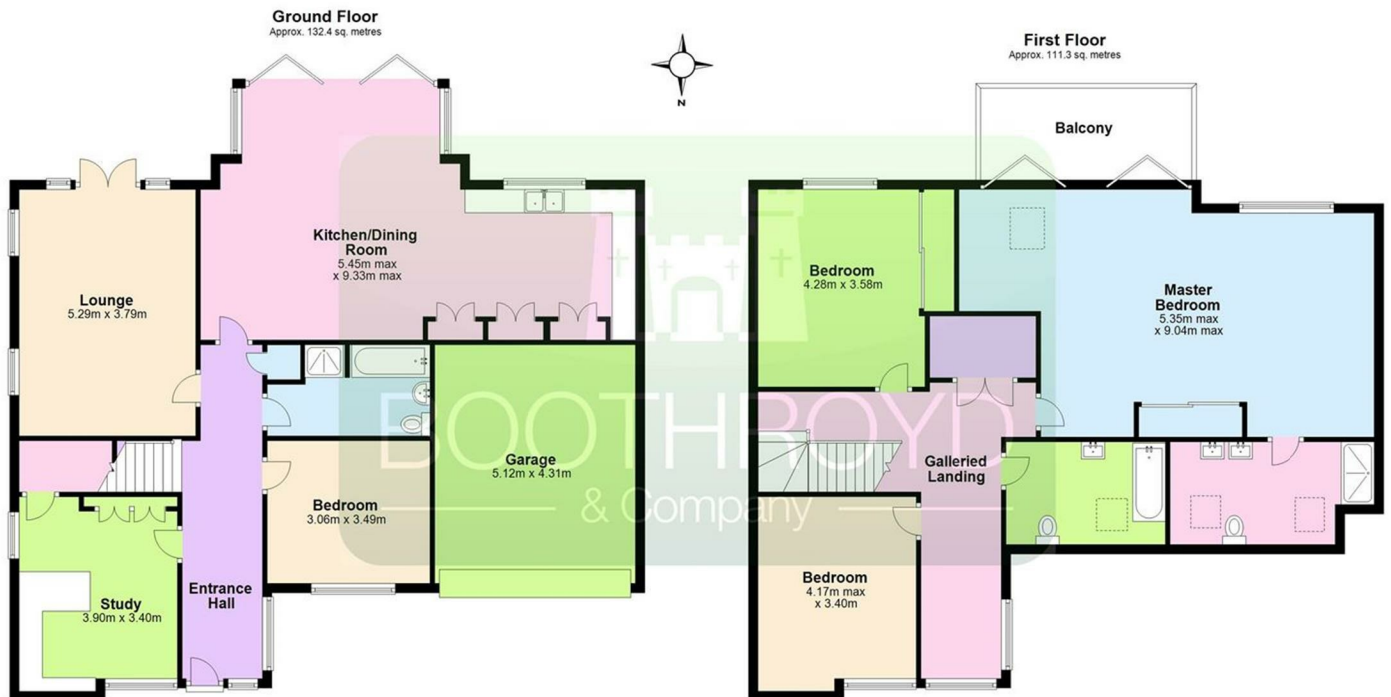 Ground Floor
Approx. 132.4 sq. metres
First Floor
Approx. 111.3 sq. metres
N
Balcony
Kitchen/Dining
Room
5.45m max
x 9.33m max
Lounge
5.29m x 3.79m
Bedroom
4.28m x 3.58m
Master
Bedroom
5.35m max
x 9.04m max
BOOTHROYD
& Company
Garage
5.12m x 4.31m
Bedroom
3.06m x 3.49m
Galleried
Landing
Entrance
Hall
Study
3.90m x 3.40m
Bedroom
4.17m max
x 3.40m